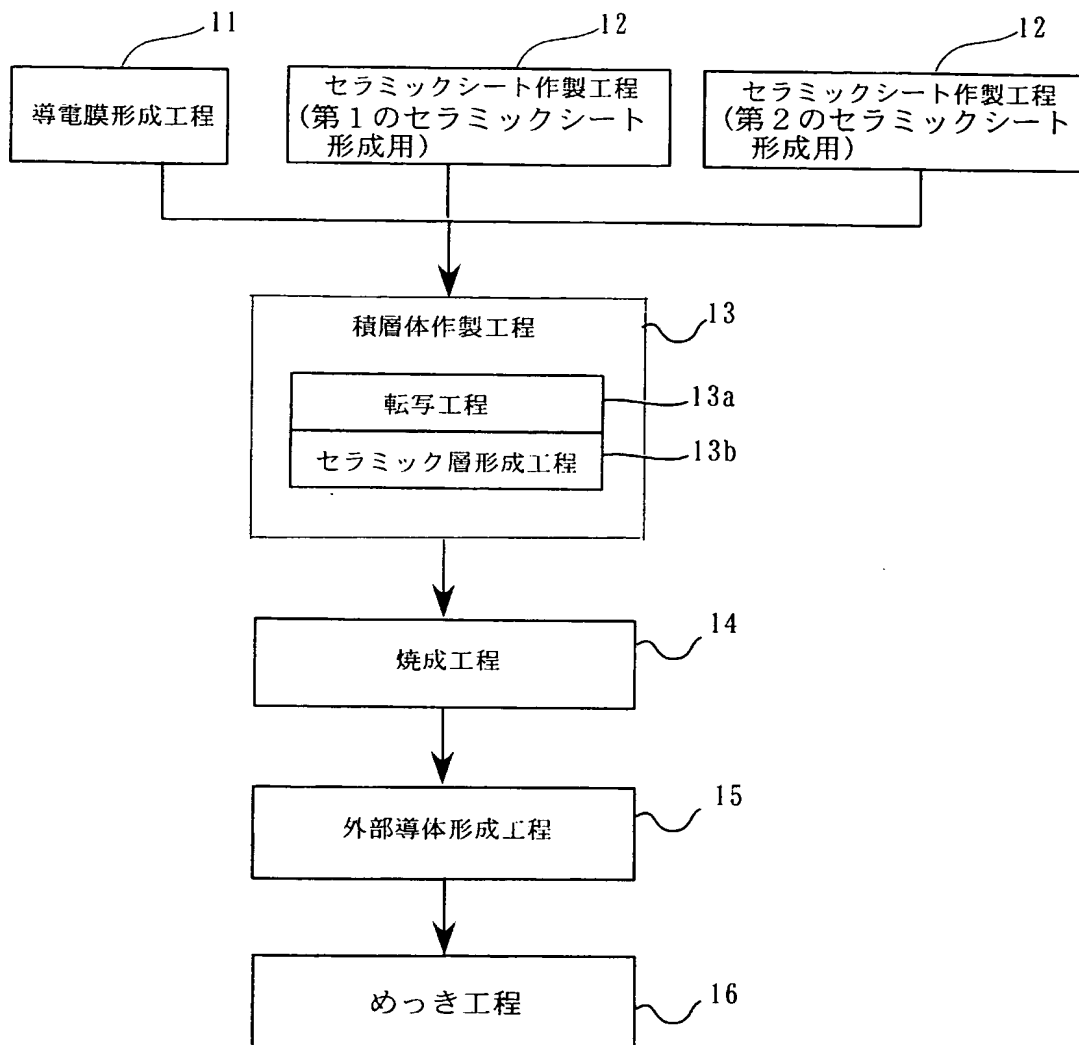 11
12
12
導電膜形成工程
セラミックシート作製工程
(第1のセラミックシート
形成用)
セラミックシート作製工程
(第2のセラミックシート
形成用)
積層体作製工程
13
転写工程
13a
セラミック層形成工程
13b
焼成工程
14
外部導体形成工程
15
めっき工程
16